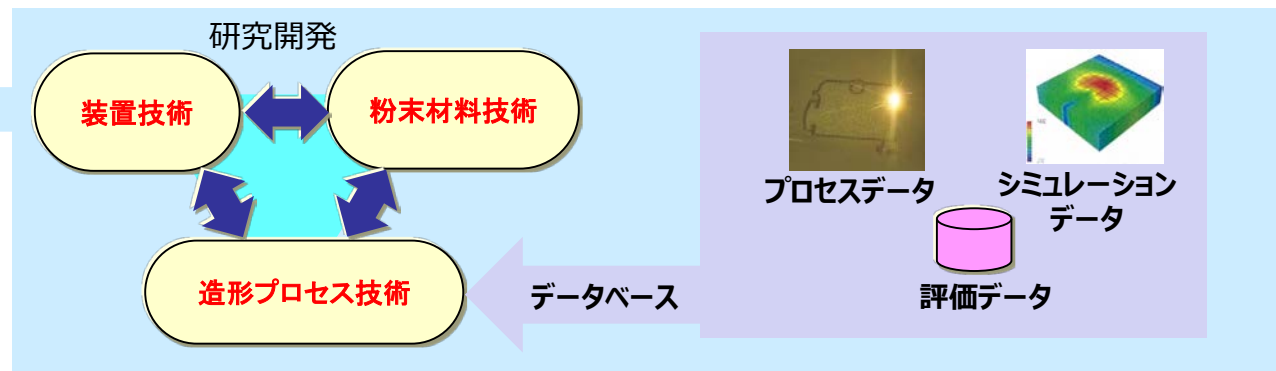 研究開発
装置技術
粉末材料技術
造形プロセス技術
データベース
プロセスデータ
シミュレーション
データ
評価データ